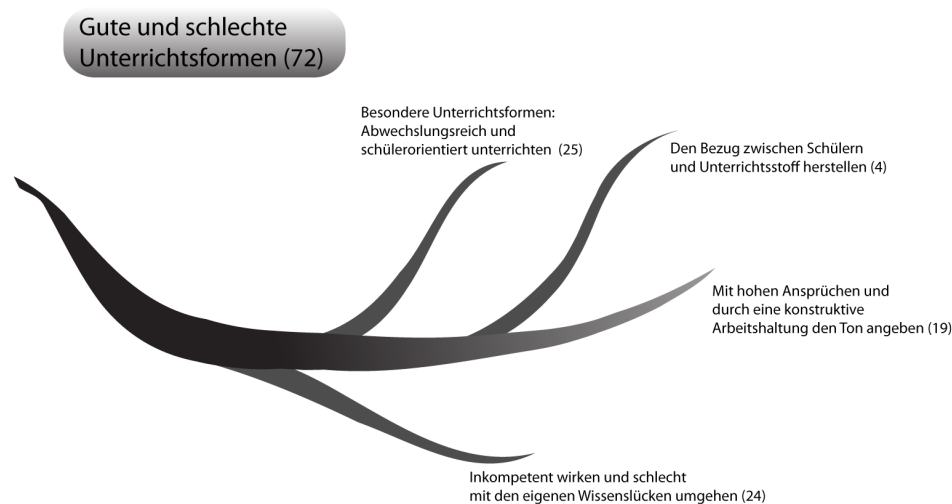 Gute und schlechte
Unterrichtsformen (72)
Besondere Unterrichtsformen:
Abwechslungsreich und
schülerorientiert unterrichten (25)
Den Bezug zwischen Schülern
und Unterrichtsstoff herstellen (4)
Mit hohen Ansprüchen und
durch eine konstruktive
Arbeitshaltung den Ton angeben (19)
Inkompetent wirken und schlecht
mit den eigenen Wissenslücken umgehen (24)